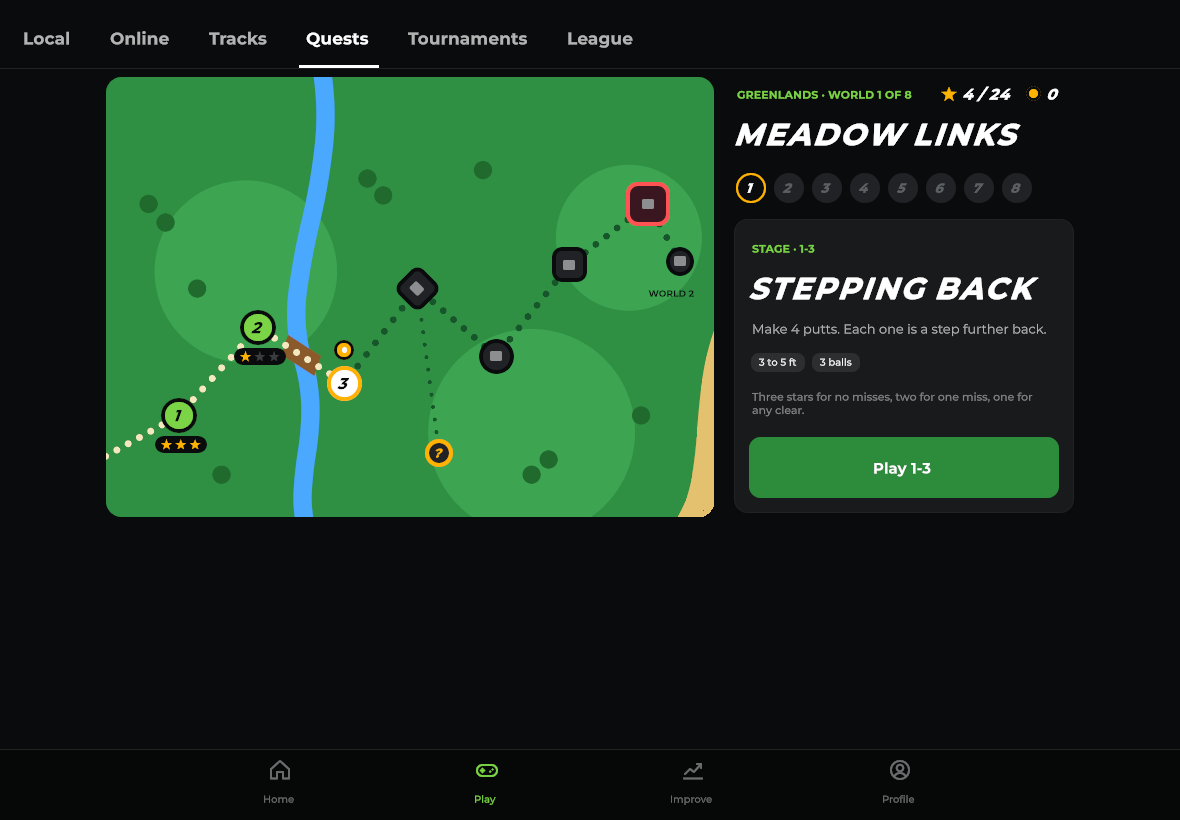 Local Online Tracks Quests Tournaments League
GREENLANDS · WORLD 1 OF 8 4 / 24 0
MEADOW LINKS
1 2 3 4 5 6 7 8
STAGE · 1-3
STEPPING BACK
Make 4 putts. Each one is a step further back.
3 to 5 ft 3 balls
Three stars for no misses, two for one miss, one for
any clear.
Play 1-3
WORLD 2
2
3
1
?
Home Play Improve Profile